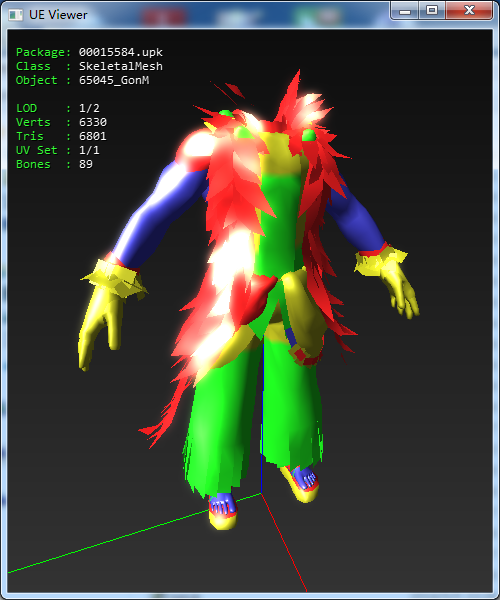 UE Viewer
Package: 00015584.upk
Class : SkeletalMesh
Object : 65045_GonM
LOD : 1/2
Verts : 6330
Tris : 6801
UV Set : 1/1
Bones : 89